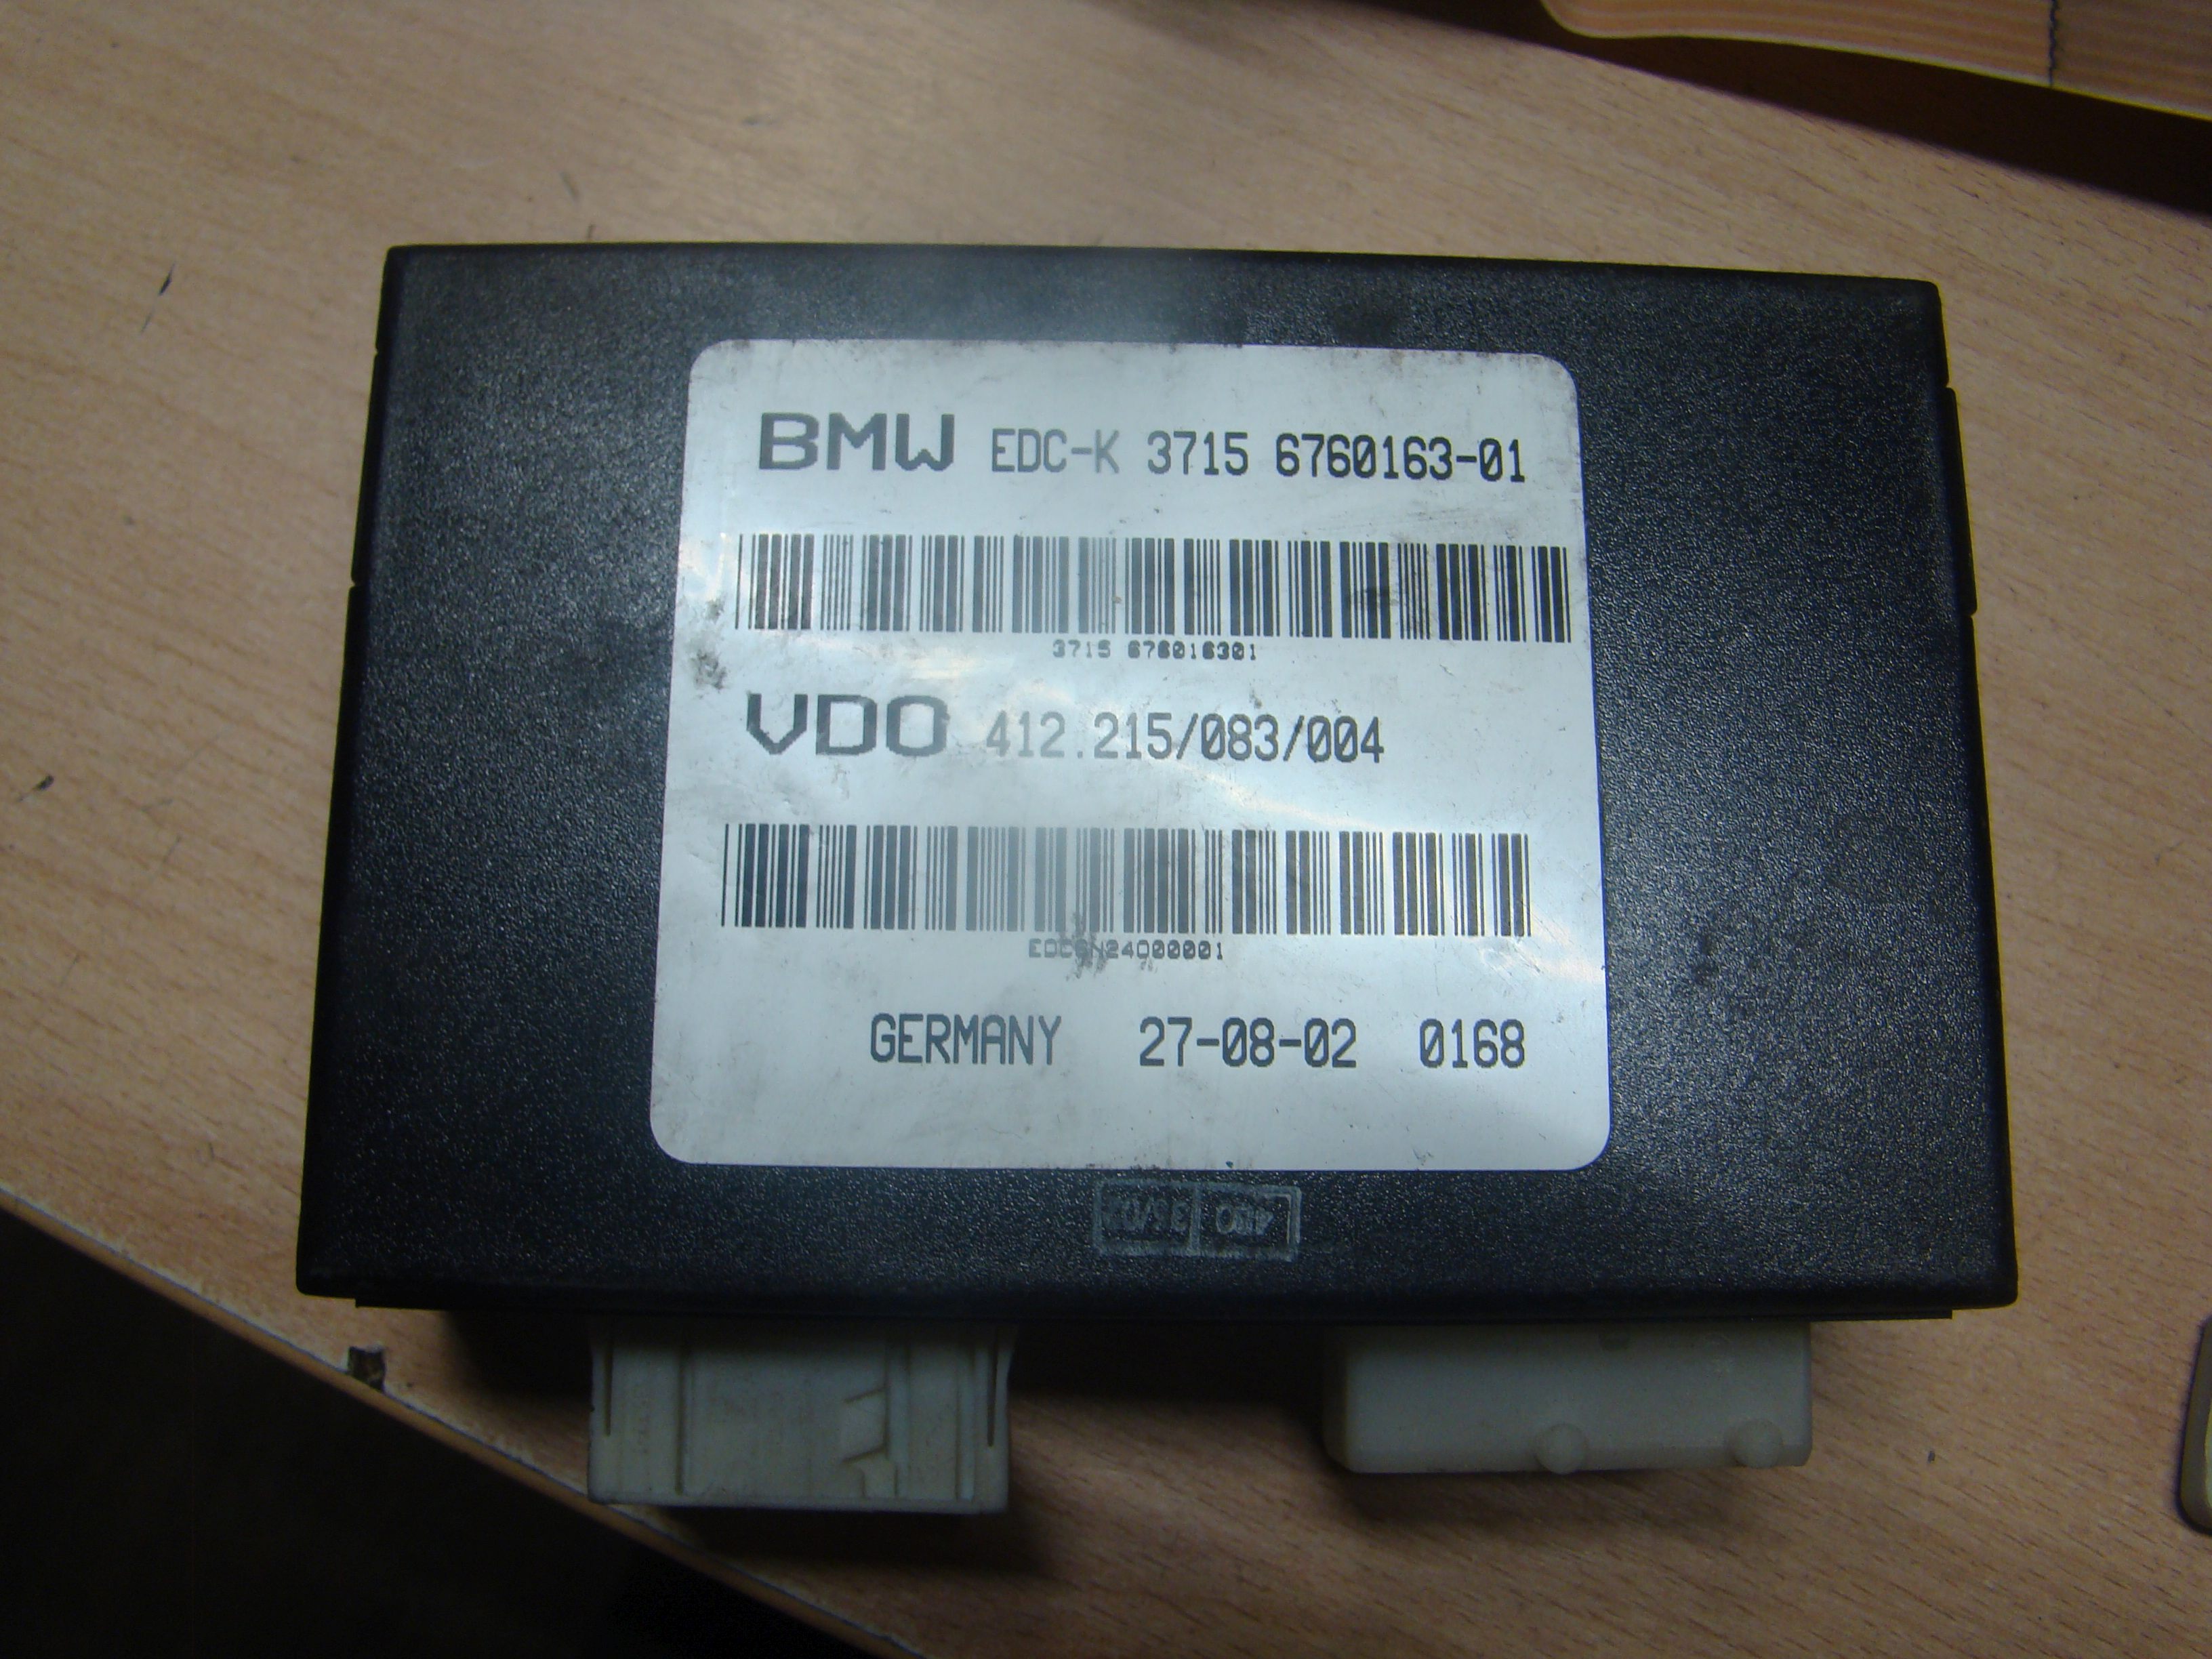 BMW EDC-K 3715 6760163-01
3715 676016301
VDO 412.215/083/004
GERMANY 27-08-02 0168